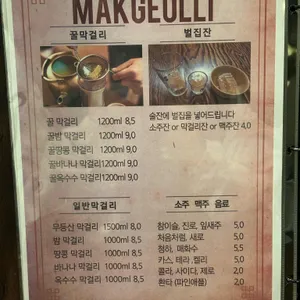 MAKGEOLLI
꿀막걸리
벌집잔
꿀 막걸리 1200ml 8,5
꿀밤 막걸리 1200ml 9,0
꿀땅콩 막걸리 1200ml 9,0
꿀바나나 막걸리 1200ml 9,0
꿀옥수수 막걸리 1200ml 9,0
술잔에 벌집을 넣어드립니다
소주잔 or 막걸리잔 or 맥주잔 4,0
일반막걸리
무등산 막걸리 1500ml 8,0
밤 막걸리 1000ml 8,0
땅콩 막걸리 1000ml 8,0
바나나 막걸리 1000ml 8,0
옥수수 막걸리 1000ml 8,0
소주 맥주 음료
참이슬, 진로, 잎새주 5,0
처음처럼, 새로 5,0
청하, 매화수 5,5
카스, 테라, 켈리 5,0
콜라, 사이다, 제로 2,0
환타 (파인애플) 2,0